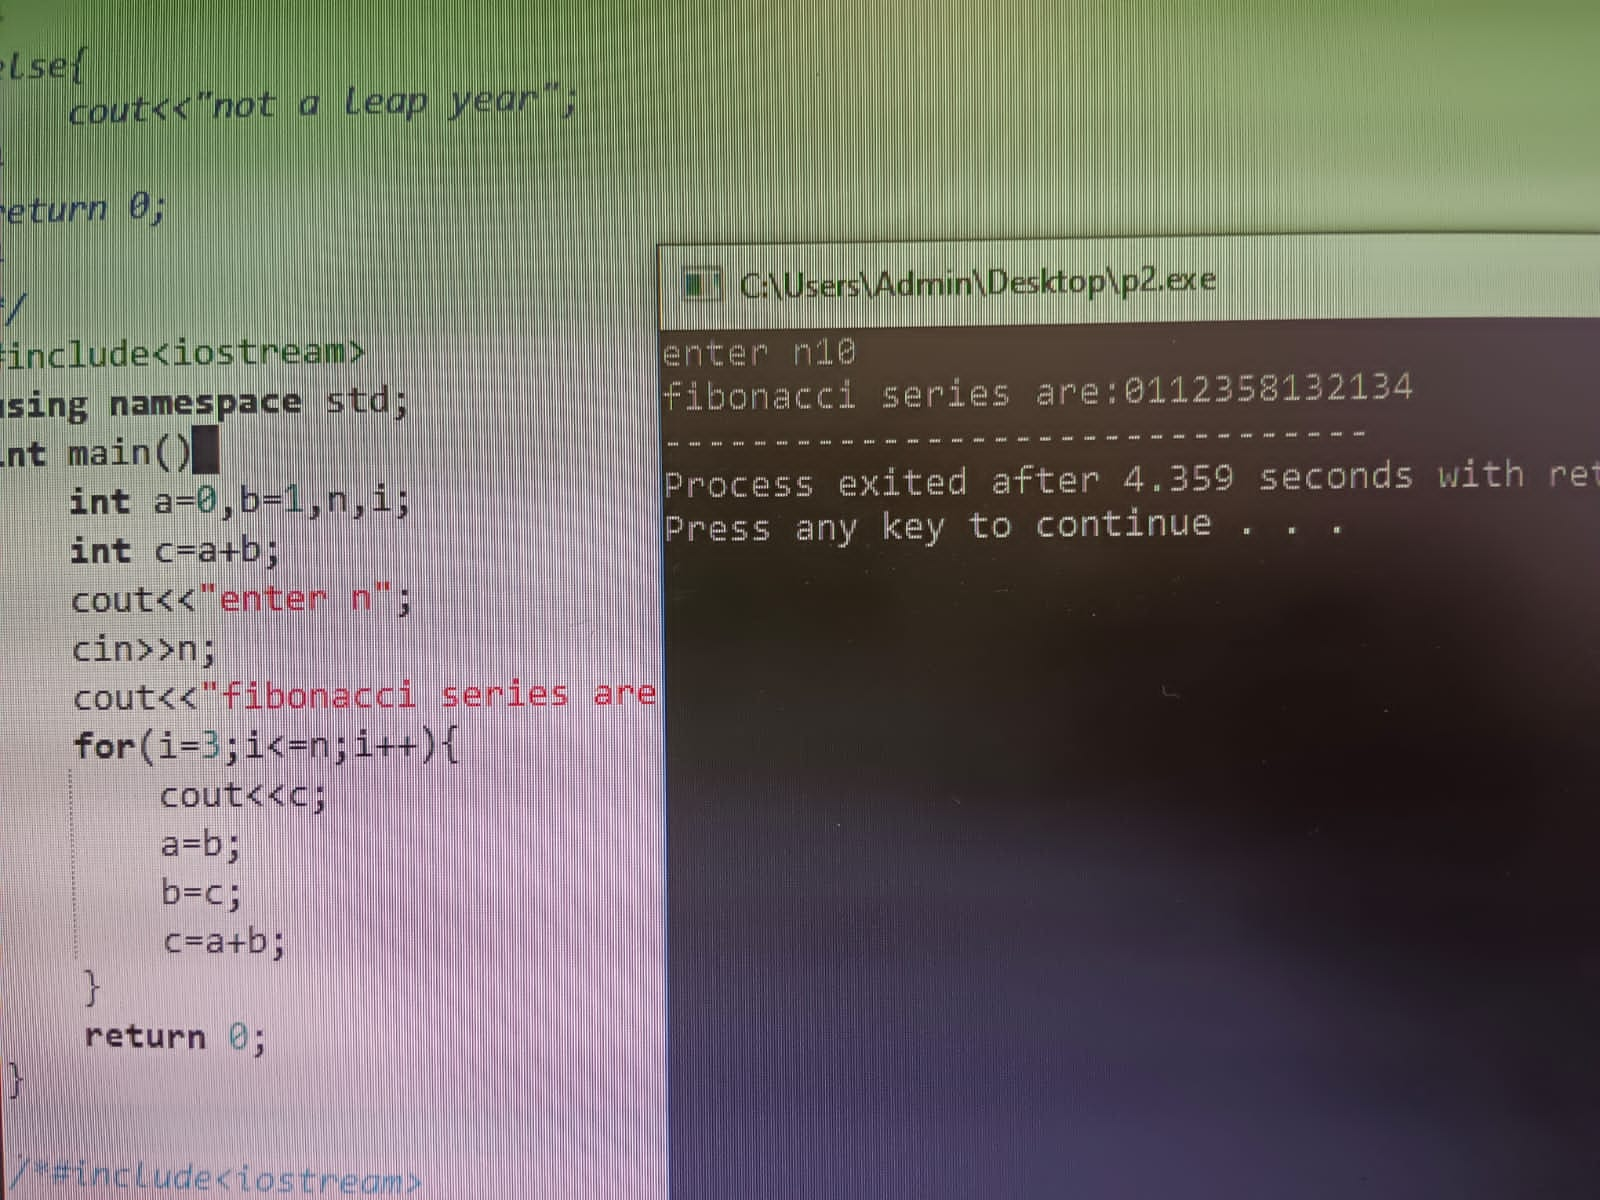 else{
cout<<"not a leap year";
return 0;
*/
#include<iostream>
using namespace std;
int main()
int a=0,b=1,n,i;
int c=a+b;
cout<<"enter n";
cin>>n;
cout<<"fibonacci series are
for(i=3;i<=n;i++){
cout<<c;
a=b;
b=c;
c=a+b;
}
return 0;
}
/*#include<iostream>
C:\Users\Admin\Desktop\p2.exe
enter n10
fibonacci series are:0112358132134
--------------------------------
Process exited after 4.359 seconds with ret
Press any key to continue . . .